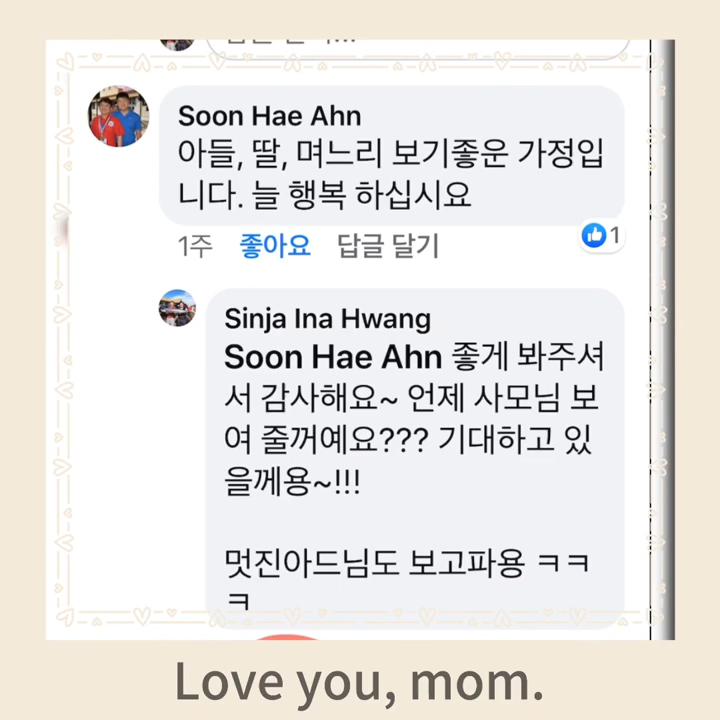 Soon Hae Ahn
아들, 딸, 며느리 보기좋운 가정입
니다. 늘 행복 하십시요
1주 좋아요 답글 달기
1
Sinja Ina Hwang
Soon Hae Ahn 좋게 봐주셔
서 감사해요~ 언제 사모님 보
여 줄꺼예요??? 기대하고 있
을께용~!!!
멋진아드님도 보고파용 ㅋㅋ
ㅋ
Love you, mom.